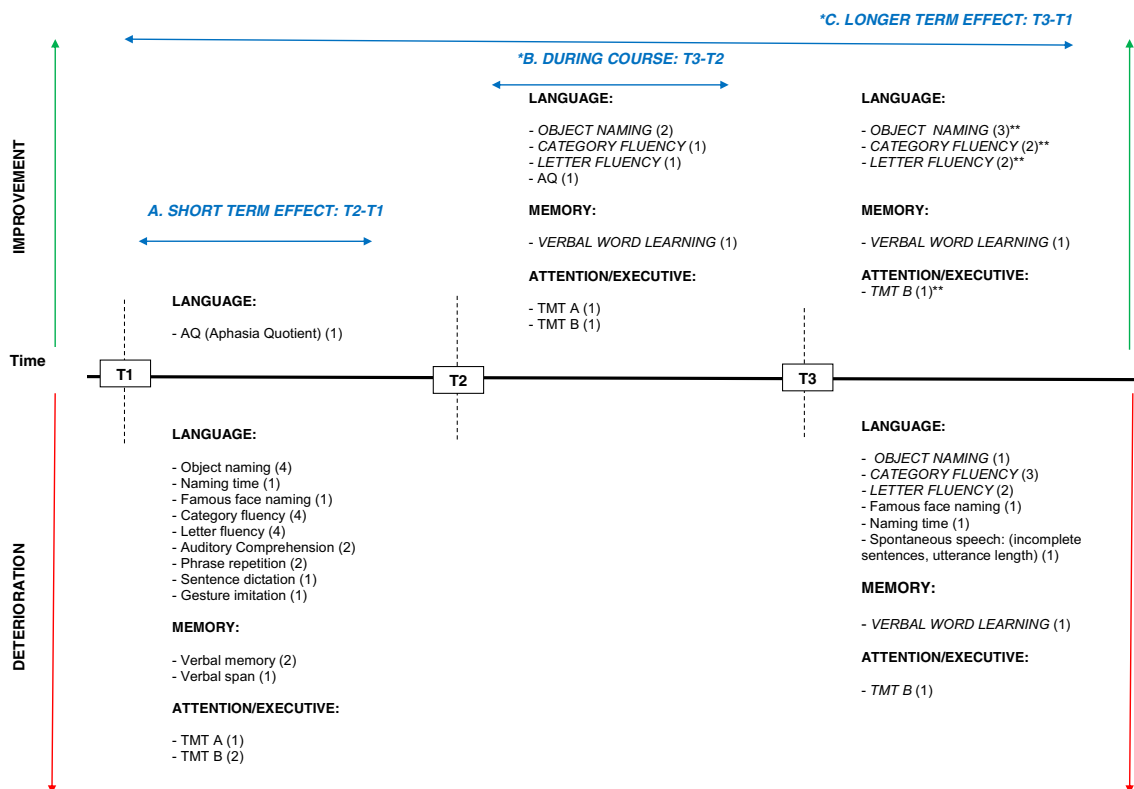 *C. LONGER TERM EFFECT: T3-T1
*B. DURING COURSE: T3-T2
IMPROVEMENT
A. SHORT TERM EFFECT: T2-T1
LANGUAGE:
- AQ (Aphasia Quotient) (1)
LANGUAGE:
- OBJECT NAMING (2)
- CATEGORY FLUENCY (1)
- LETTER FLUENCY (1)
- AQ (1)
MEMORY:
- VERBAL WORD LEARNING (1)
ATTENTION/EXECUTIVE:
- TMT A (1)
- TMT B (1)
LANGUAGE:
- OBJECT NAMING (3)**
- CATEGORY FLUENCY (2)**
- LETTER FLUENCY (2)**
MEMORY:
- VERBAL WORD LEARNING (1)
ATTENTION/EXECUTIVE:
- TMT B (1)**
Time
T1
T2
T3
DETERIORATION
LANGUAGE:
- Object naming (4)
- Naming time (1)
- Famous face naming (1)
- Category fluency (4)
- Letter fluency (4)
- Auditory Comprehension (2)
- Phrase repetition (2)
- Sentence dictation (1)
- Gesture imitation (1)
MEMORY:
- Verbal memory (2)
- Verbal span (1)
ATTENTION/EXECUTIVE:
- TMT A (1)
- TMT B (2)
LANGUAGE:
- OBJECT NAMING (1)
- CATEGORY FLUENCY (3)
- LETTER FLUENCY (2)
- Famous face naming (1)
- Naming time (1)
- Spontaneous speech: (incomplete
sentences, utterance length) (1)
MEMORY:
- VERBAL WORD LEARNING (1)
ATTENTION/EXECUTIVE:
- TMT B (1)